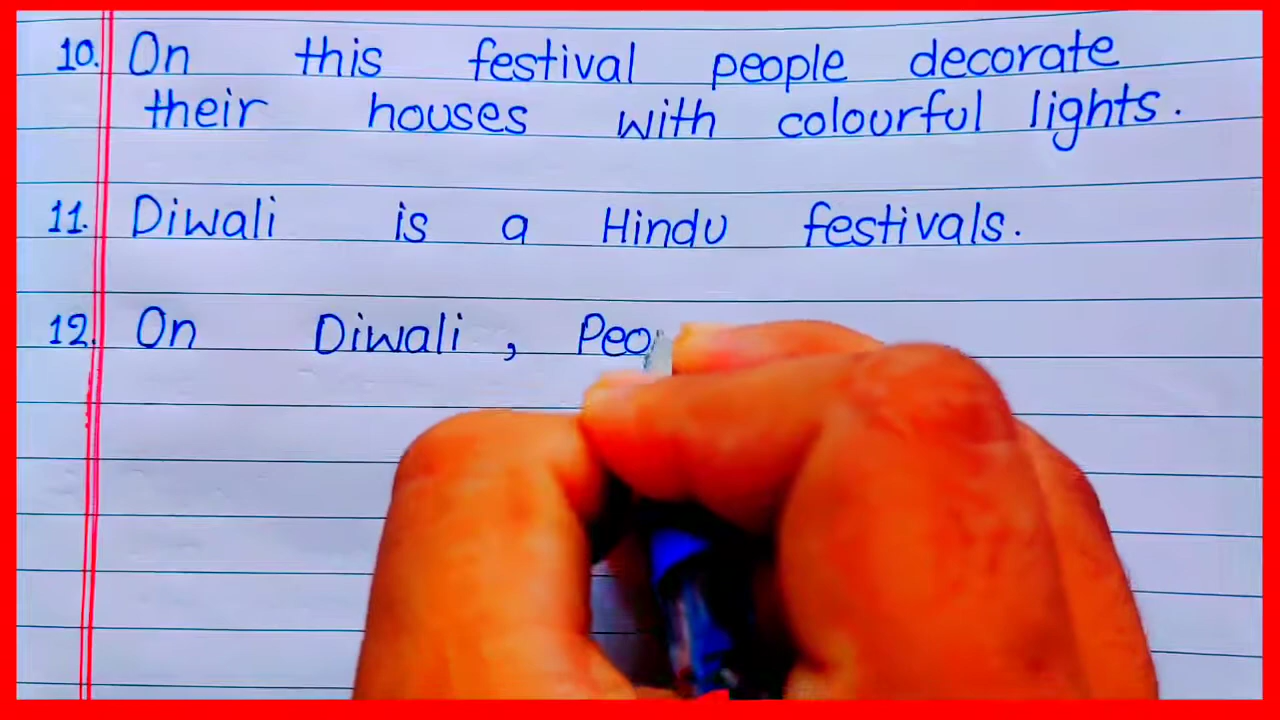 10. On this festival people decorate
their houses with colourful lights.
11. Diwali is a Hindu festivals.
12. On Diwali, Peo